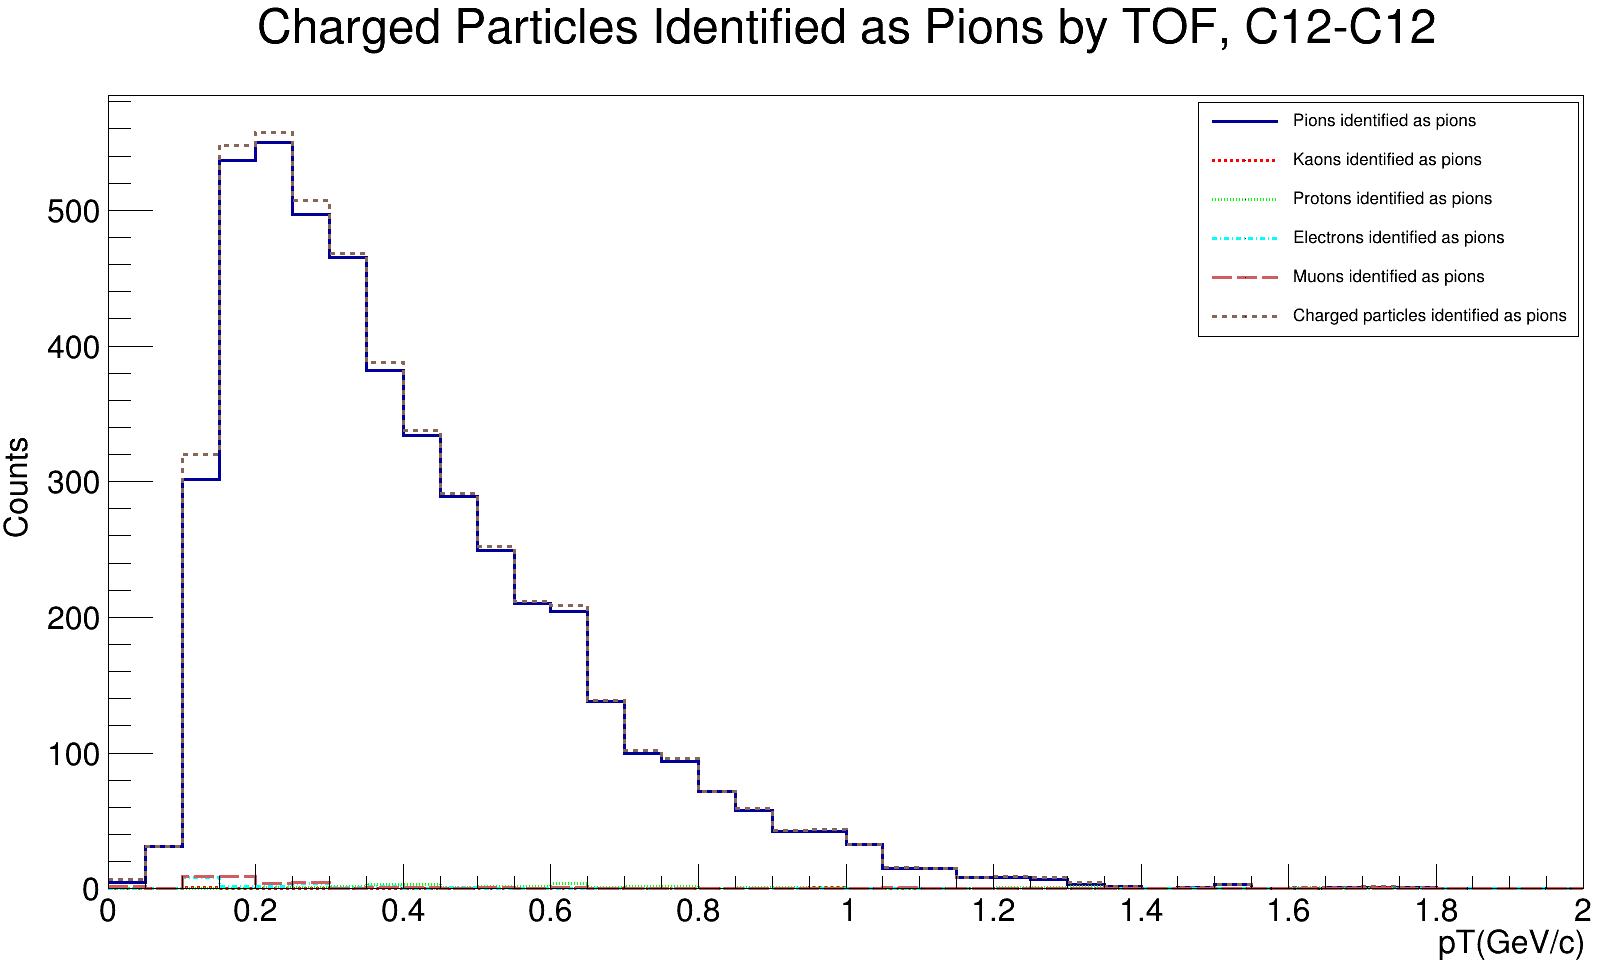 Charged Particles Identified as Pions by TOF, C12-C12
Pions identified as pions
Kaons identified as pions
Protons identified as pions
Electrons identified as pions
Muons identified as pions
Charged particles identified as pions
Counts
500
400
300
200
100
0
0 0.2 0.4 0.6 0.8 1 1.2 1.4 1.6 1.8 2
pT(GeV/c)